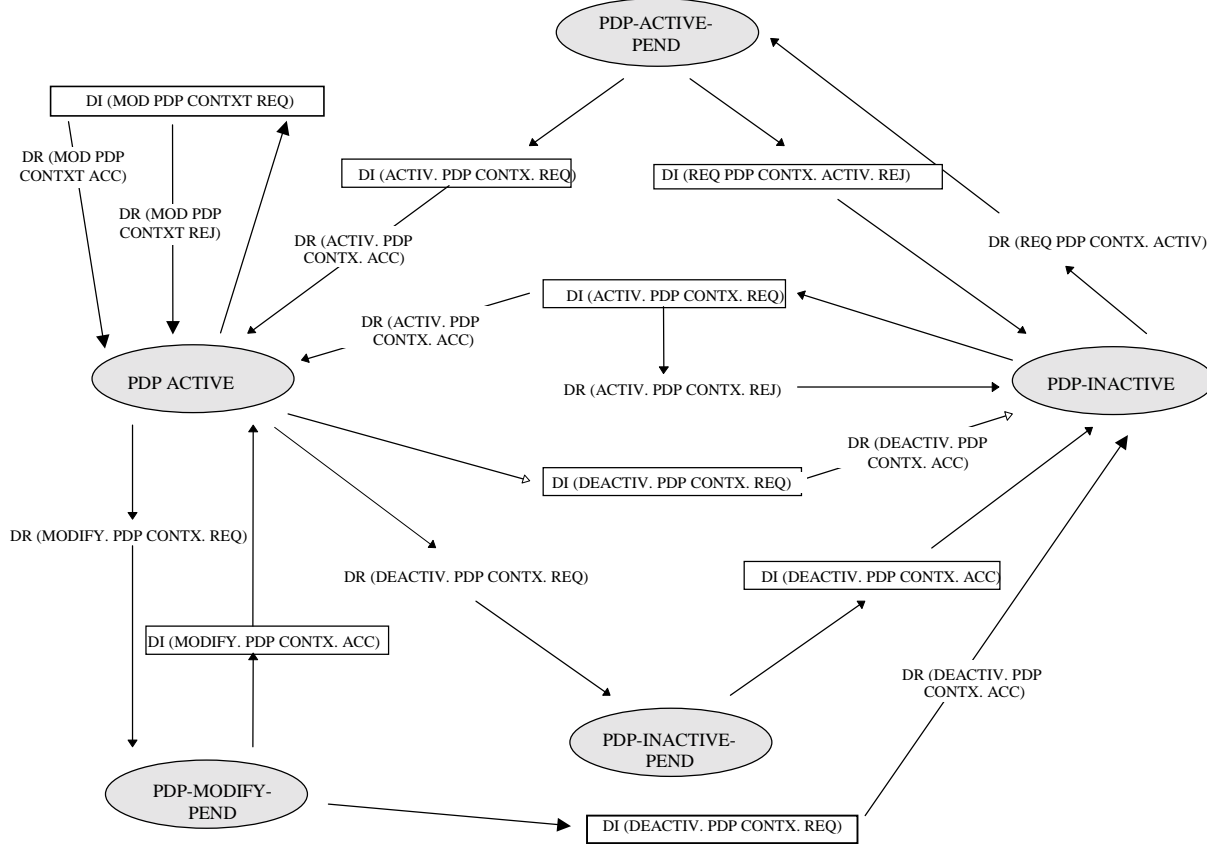 PDP-ACTIVE-
PEND
DI (MOD PDP CONTXT REQ)
DR (MOD PDP
CONTXT ACC)
DI (ACTIV. PDP CONTX. REQ)
DI (REQ PDP CONTX. ACTIV. REJ)
DR (MOD PDP
CONTXT REJ)
DR (ACTIV. PDP
CONTX. ACC)
DR (REQ PDP CONTX. ACTIV)
DI (ACTIV. PDP CONTX. REQ)
DR (ACTIV. PDP
CONTX. ACC)
PDP ACTIVE
DR (ACTIV. PDP CONTX. REJ)
PDP-INACTIVE
DR (DEACTIV. PDP
CONTX. ACC)
DI (DEACTIV. PDP CONTX. REQ)
DR (MODIFY. PDP CONTX. REQ)
DR (DEACTIV. PDP CONTX. REQ)
DI (DEACTIV. PDP CONTX. ACC)
DI (MODIFY. PDP CONTX. ACC)
DR (DEACTIV. PDP
CONTX. ACC)
PDP-INACTIVE-
PEND
PDP-MODIFY-
PEND
DI (DEACTIV. PDP CONTX. REQ)